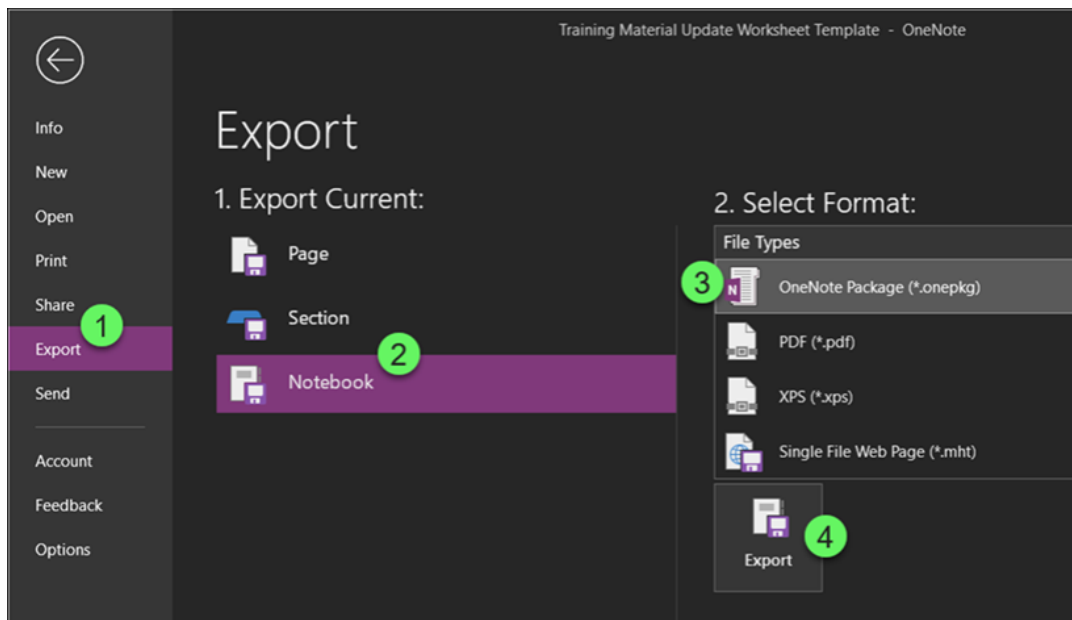 Training Material Update Worksheet Template - OneNote
Info
New
Open
Print
Share
1
Export
Send
Account
Feedback
Options
Export
1. Export Current:
Page
Section
2
Notebook
2. Select Format:
File Types
3
N
OneNote Package (*.onepkg)
PDF (*.pdf)
XPS (*.xps)
Single File Web Page (*.mht)
4
Export